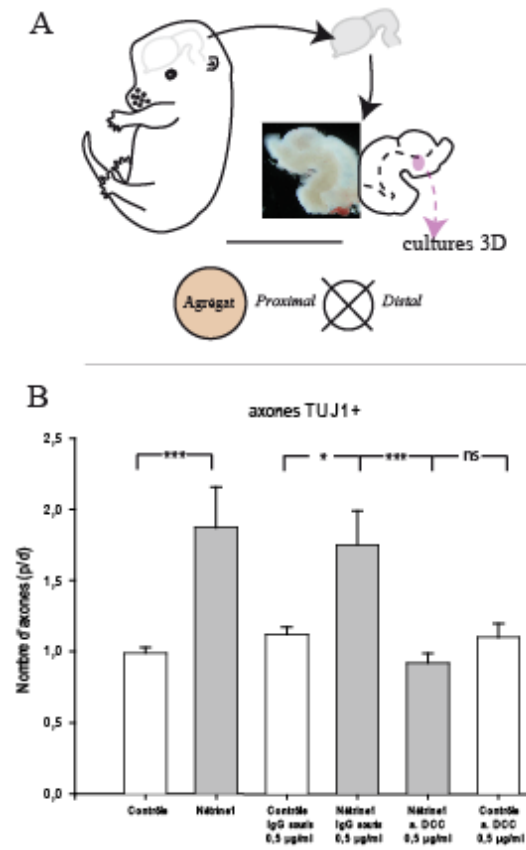 A
cultures 3D
Agrégat Proximal Distal
B
axones TUJ1+
Nombre d'axones (p/d)
2,5
2,0
1,5
1,0
0,5
0,0
***
*
***
ns
Contrôle
Nétrine1
Contrôle
IgG souris
0,5 µg/ml
Nétrine1
IgG souris
0,5 µg/ml
Nétrine1
a. DCC
0,5 µg/ml
Contrôle
a. DCC
0,5 µg/ml